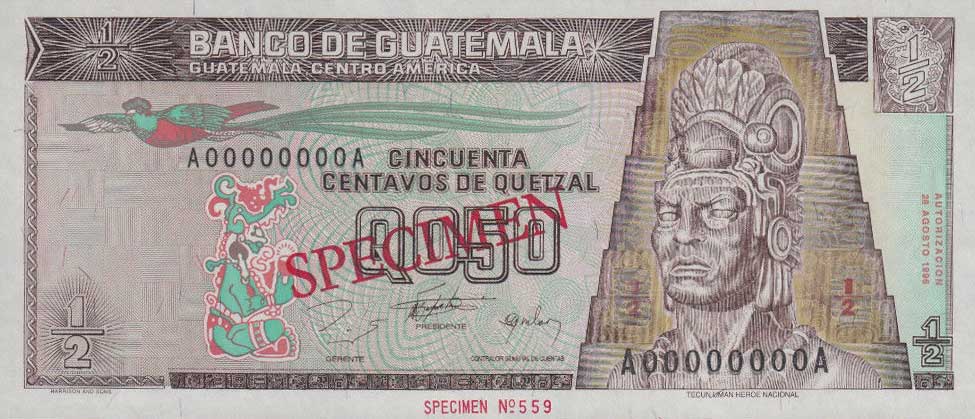 1/2
BANCO DE GUATEMALA
GUATEMALA CENTRO AMERICA
1/2
A00000000A
CINCUENTA
CENTAVOS DE QUETZAL
Q0.50
SPECIMEN
AUTORIZACION
28 AGOSTO 1996
1/2
1/2
1/2
1/2
GERENTE
PRESIDENTE
CONTRALOR GENERAL DE CUENTAS
A00000000A
HARRISON AND SONS
TECUN UMAN HEROE NACIONAL
SPECIMEN Nº 559